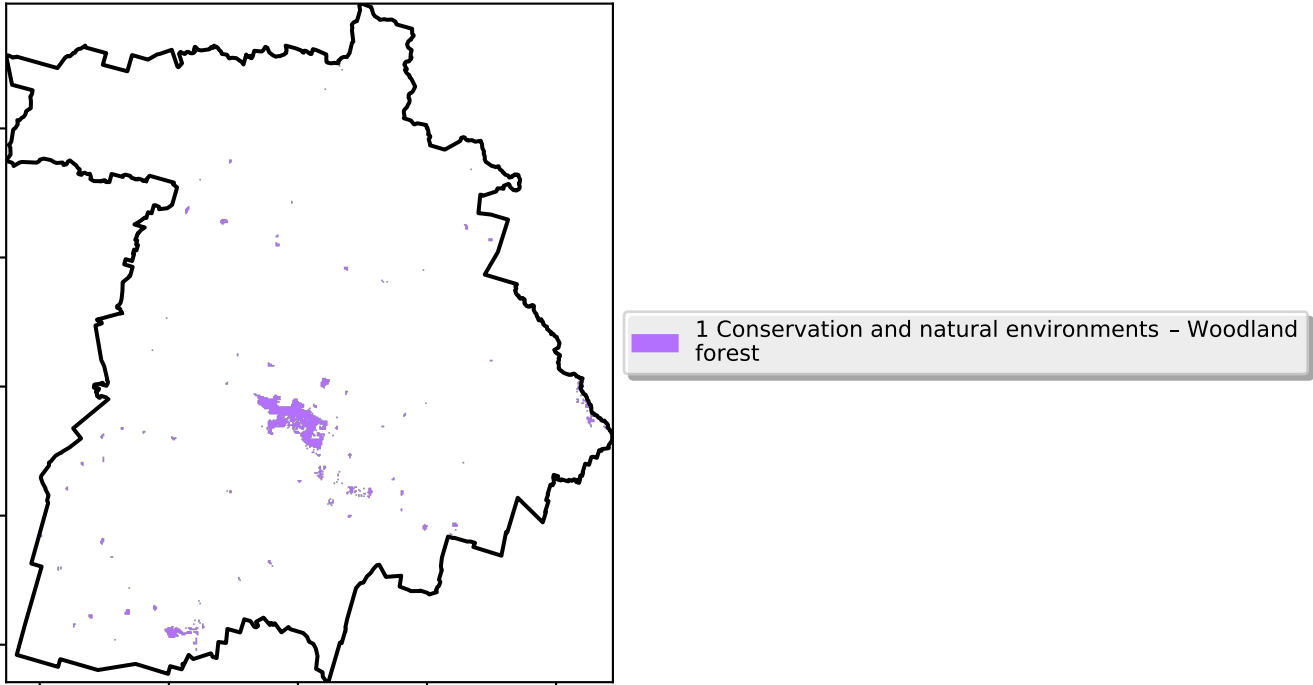 1 Conservation and natural environments – Woodland
forest